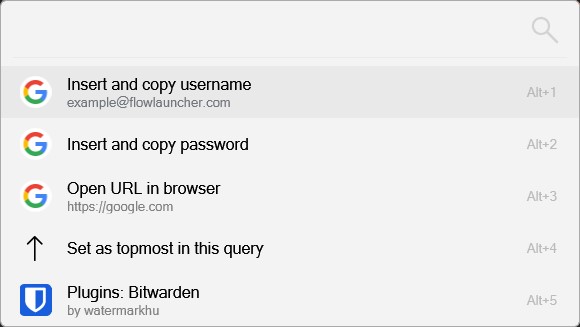 Insert and copy username
Alt+1
example@flowlauncher.com
Insert and copy password
Alt+2
Open URL in browser
Alt+3
https://google.com
Set as topmost in this query
Alt+4
Plugins: Bitwarden
Alt+5
by watermarkhu